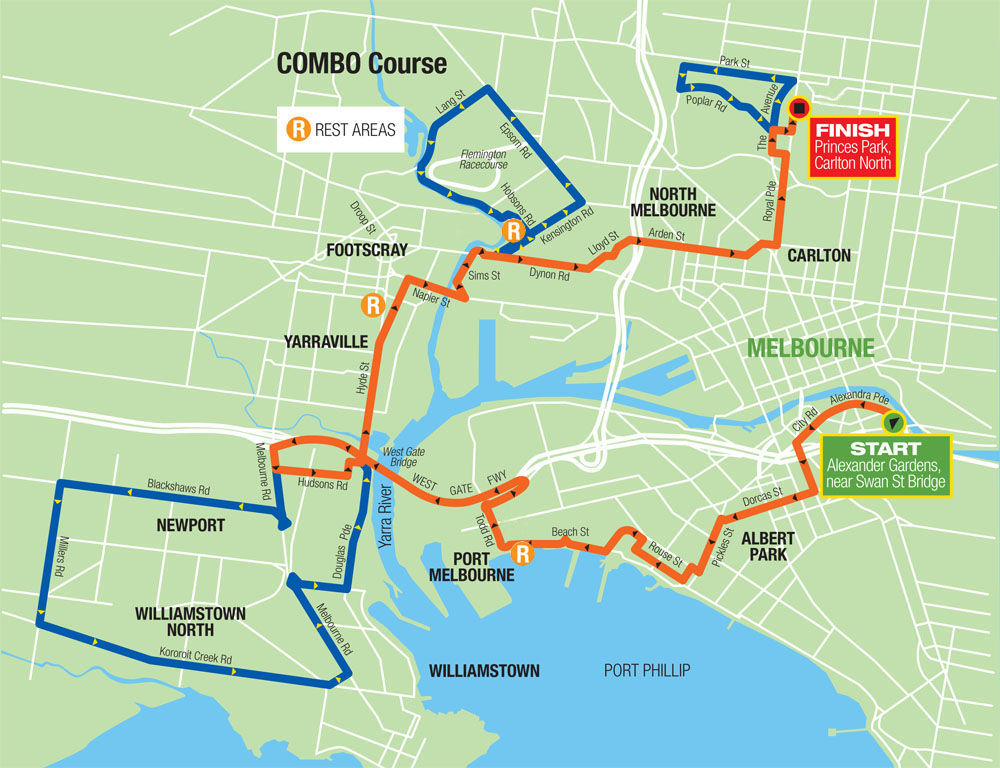 COMBO Course
R REST AREAS
Park St
Poplar Rd
The Avenue
FINISH
Princes Park,
Carlton North
Lang St
Epsom Rd
Flemington
Racecourse
Hobsons Rd
R
Kensington Rd
NORTH
MELBOURNE
Royal Pde
Droop St
FOOTSCRAY
Lloyd St
Arden St
CARLTON
Sims St
Dynon Rd
Napier St
R
YARRAVILLE
MELBOURNE
Hyde St
Alexandra Pde
City Rd
START
Alexander Gardens,
near Swan St Bridge
Melbourne Rd
West Gate
Bridge
Hudsons Rd
WEST GATE FWY
Blackshaws Rd
Dorcas St
NEWPORT
Yarra River
Todd Rd
Beach St
ALBERT
PARK
Millers Rd
Douglas Pde
R
Rouse St
Pickles St
PORT
MELBOURNE
WILLIAMSTOWN
NORTH
Melbourne Rd
Kororoit Creek Rd
WILLIAMSTOWN
PORT PHILLIP